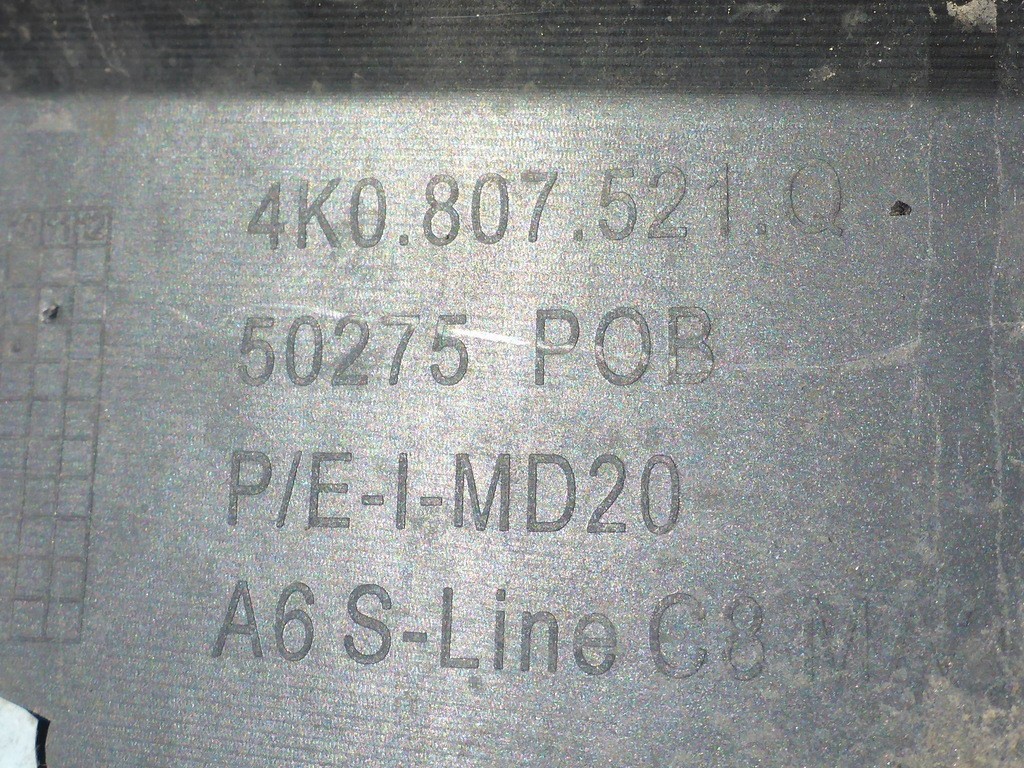 4K0.807.521.Q
50275 POB
P/E-I-MD20
A6 S-Line C8